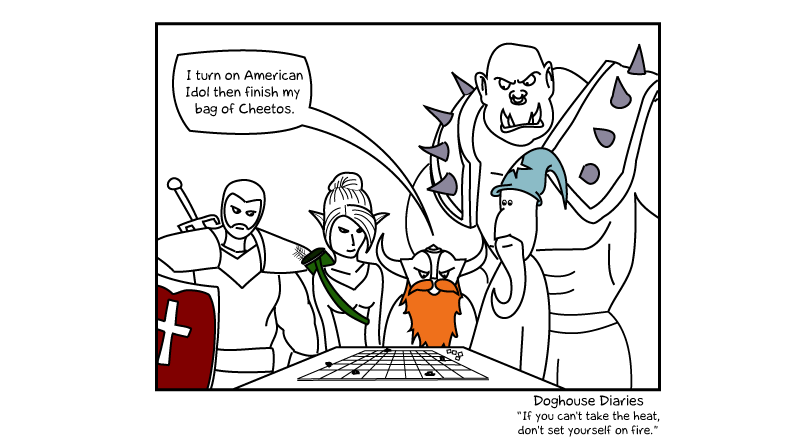 I turn on American
Idol then finish my
bag of Cheetos.
Doghouse Diaries
"If you can't take the heat,
don't set yourself on fire."